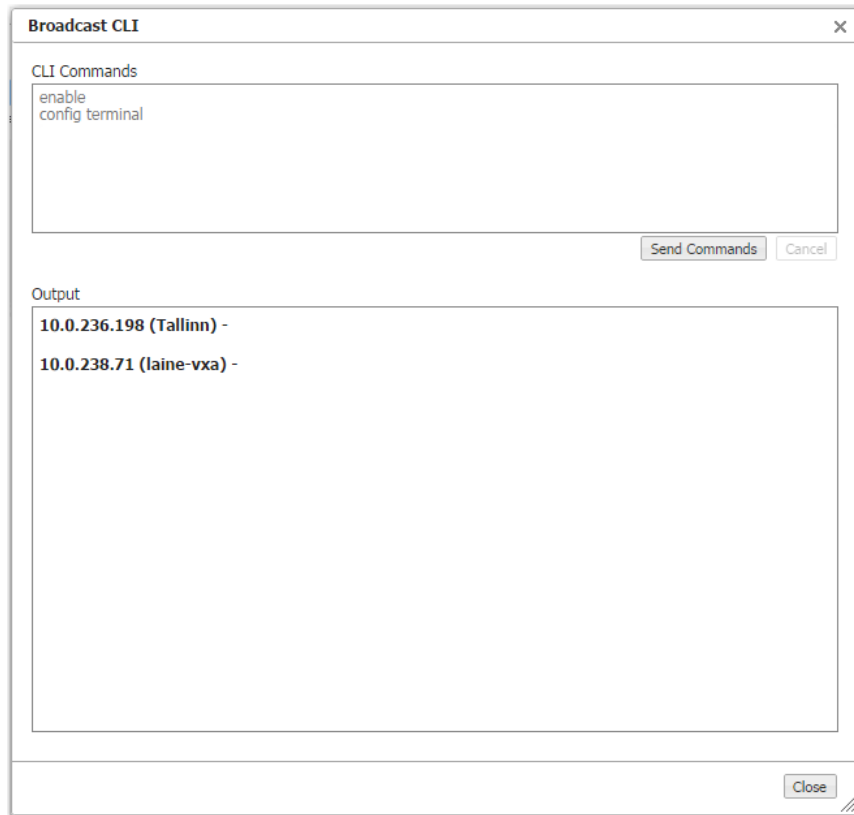 Broadcast CLI
CLI Commands
enable
config terminal
Send Commands
Cancel
Output
10.0.236.198 (Tallinn) -
10.0.238.71 (laine-vxa) -
Close